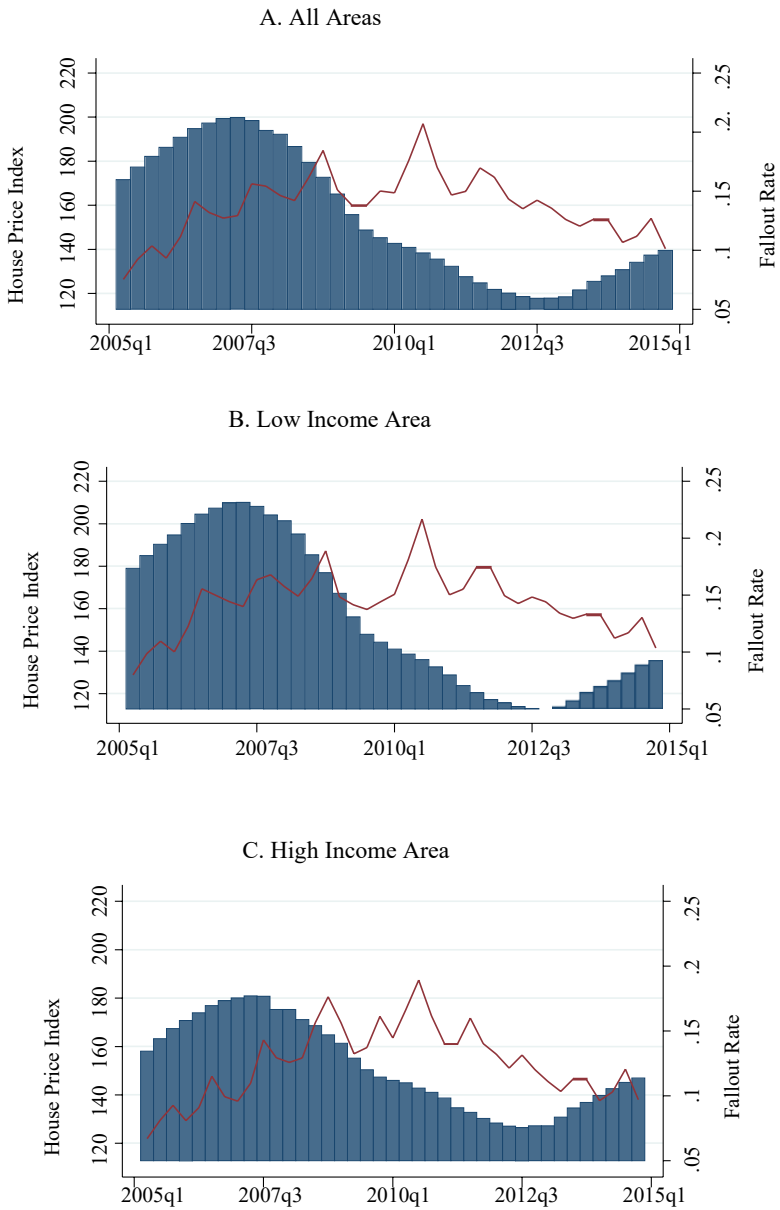 A. All Areas
220
200
180
160
140
120
House Price Index
.25
.2.
.15
.1
.05
Fallout Rate
2005q1 2007q3 2010q1 2012q3 2015q1
B. Low Income Area
220
200
180
160
140
120
House Price Index
.25
.2
.15
.1
.05
Fallout Rate
2005q1 2007q3 2010q1 2012q3 2015q1
C. High Income Area
220
200
180
160
140
120
House Price Index
.25
.2
.15
.1
.05
Fallout Rate
2005q1 2007q3 2010q1 2012q3 2015q1